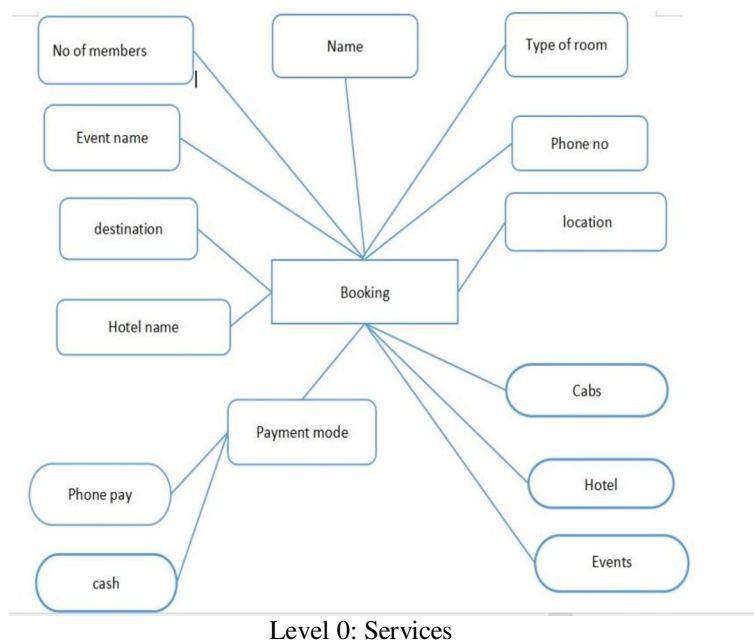 No of members
Name
Type of room
Event name
Phone no
destination
location
Booking
Hotel name
Cabs
Payment mode
Hotel
Phone pay
Events
cash
Level 0: Services